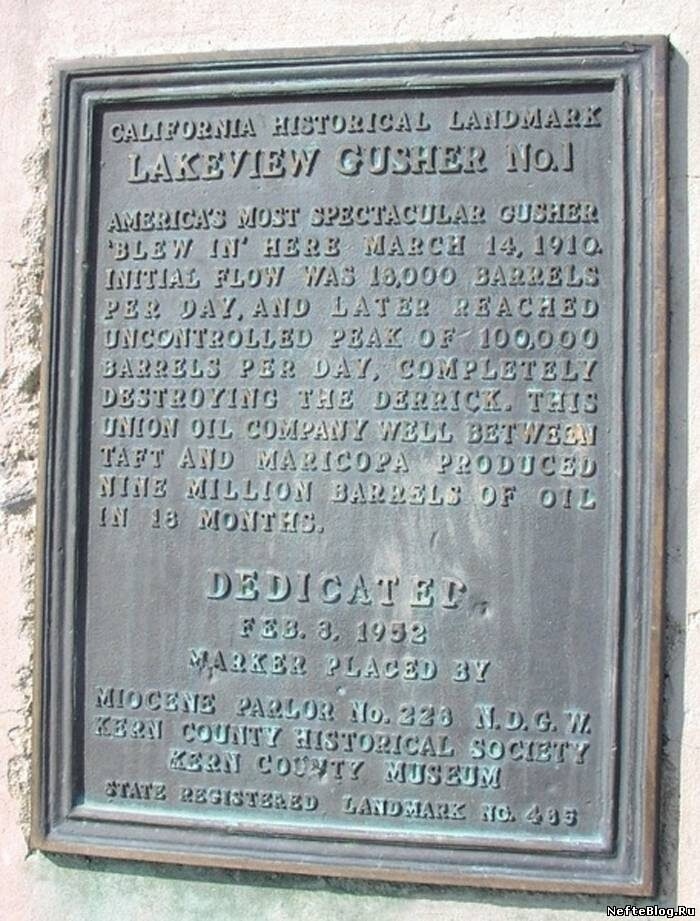 CALIFORNIA HISTORICAL LANDMARK
LAKEVIEW GUSHER No.1
AMERICA'S MOST SPECTACULAR GUSHER
'BLEW IN' HERE MARCH 14, 1910.
INITIAL FLOW WAS 18,000 BARRELS
PER DAY, AND LATER REACHED
UNCONTROLLED PEAK OF 100,000
BARRELS PER DAY, COMPLETELY
DESTROYING THE DERRICK. THIS
UNION OIL COMPANY WELL BETWEEN
TAFT AND MARICOPA PRODUCED
NINE MILLION BARRELS OF OIL
IN 18 MONTHS.
DEDICATED
FEB. 3, 1952
MARKER PLACED BY
MIOCENE PARLOR No. 228 N.D.G.W.
KERN COUNTY HISTORICAL SOCIETY
KERN COUNTY MUSEUM
STATE REGISTERED LANDMARK NO. 485
NefteBlog.Ru